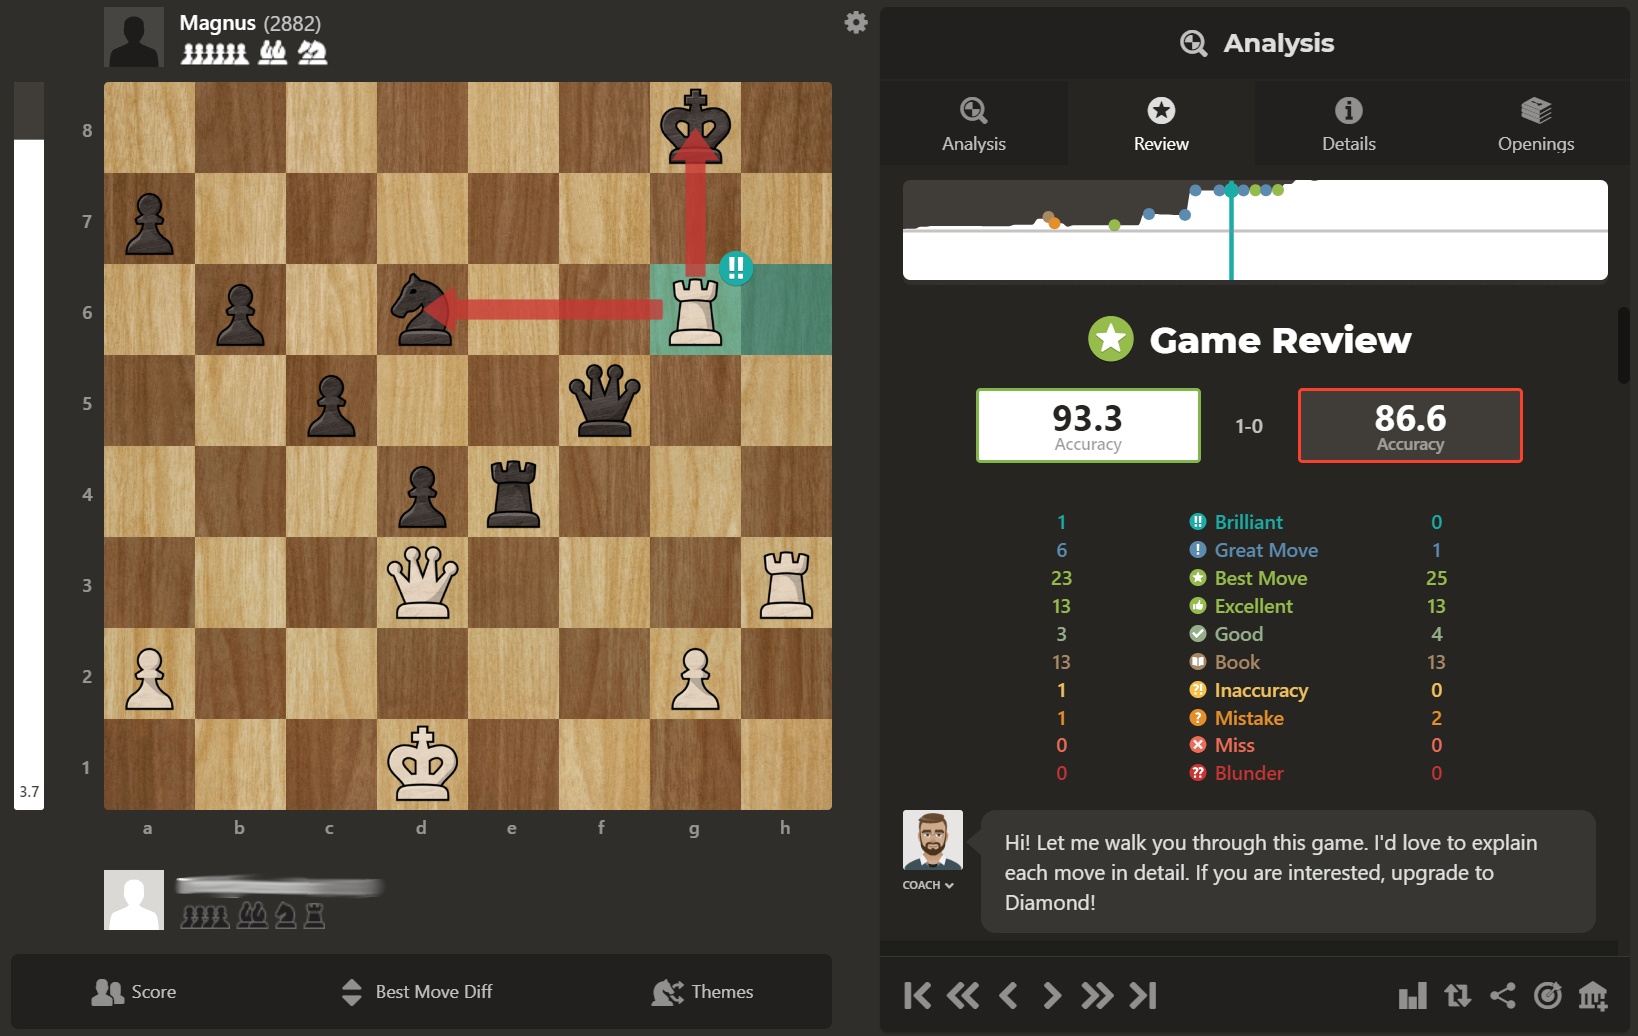 Magnus (2882)
8
7
6
5
4
3
2
1
a b c d e f g h
!!
3.7
Score
Best Move Diff
Themes
Analysis
Analysis
Review
Details
Openings
Game Review
93.3
Accuracy
1-0
86.6
Accuracy
1 !! Brilliant 0
6 ! Great Move 1
23 Best Move 25
13 Excellent 13
3 Good 4
13 Book 13
1 ?! Inaccuracy 0
1 ? Mistake 2
0 Miss 0
0 ?? Blunder 0
COACH
Hi! Let me walk you through this game. I'd love to explain
each move in detail. If you are interested, upgrade to
Diamond!